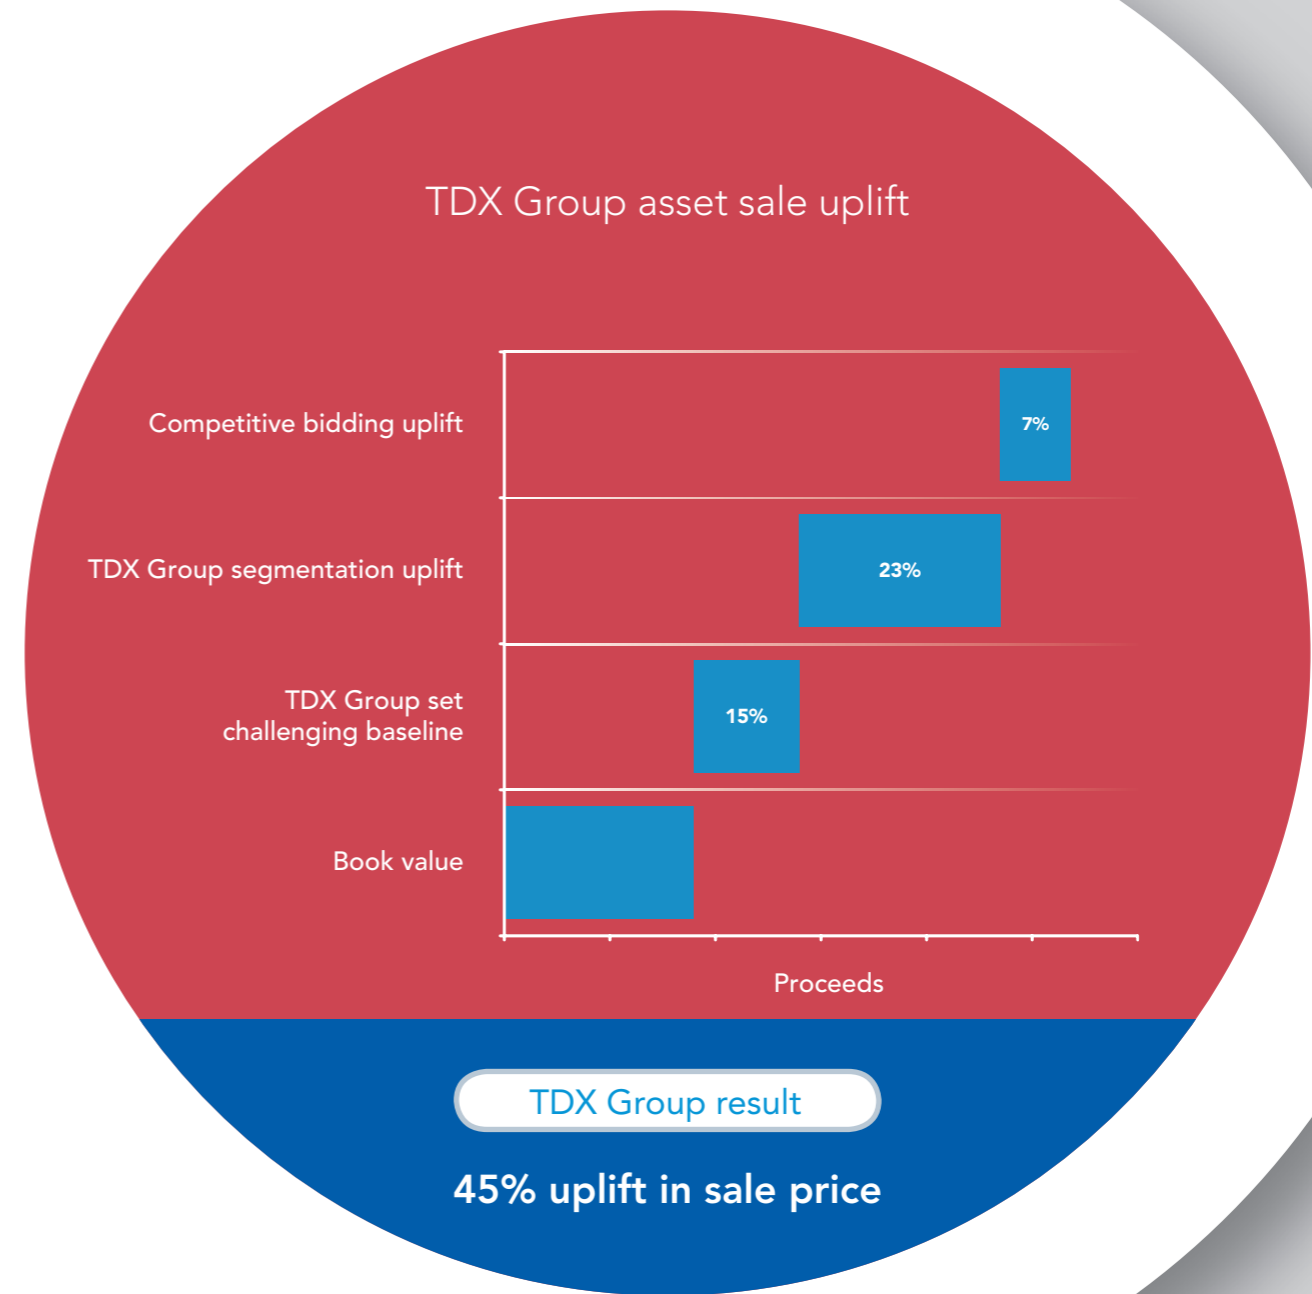 TDX Group asset sale uplift
Competitive bidding uplift
7%
TDX Group segmentation uplift
23%
TDX Group set
challenging baseline
15%
Book value
Proceeds
TDX Group result
45% uplift in sale price